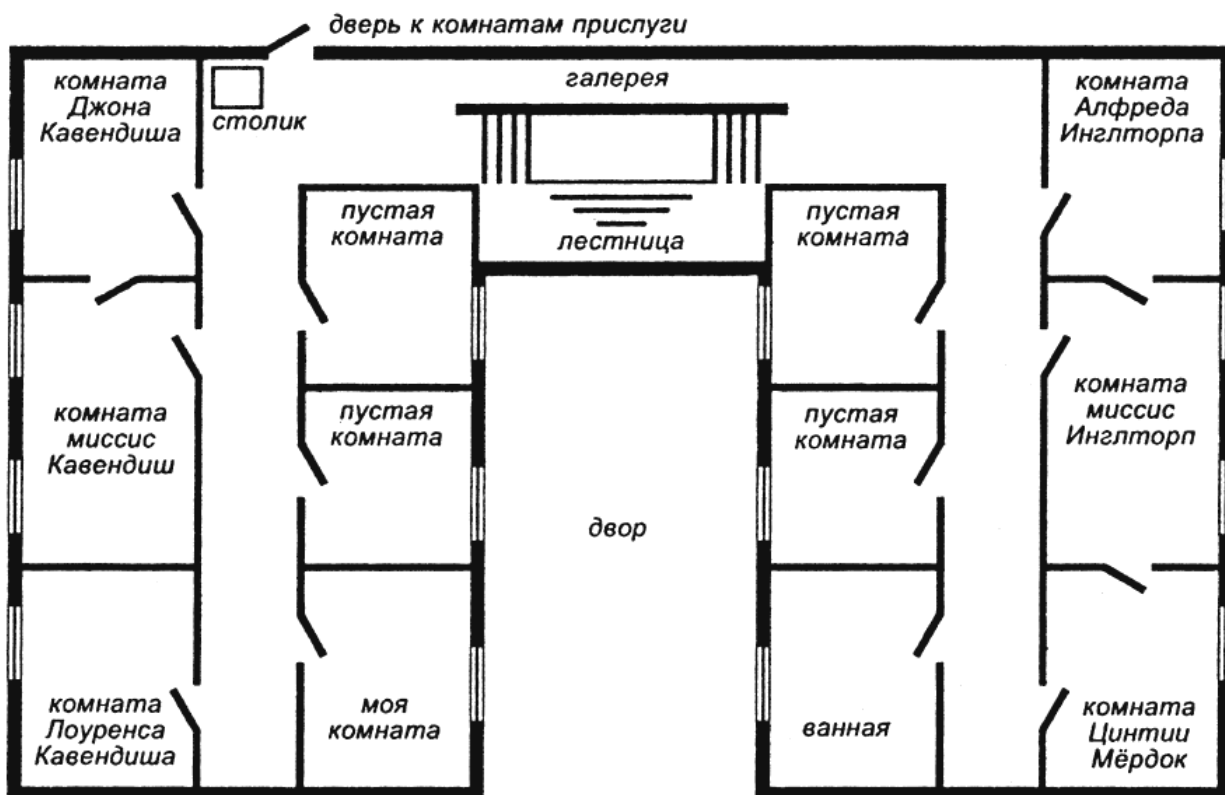 дверь к комнатам прислуги
комната
Джона
Кавендиша
столик
галерея
комната
Алфреда
Инглторпа
пустая
комната
лестница
пустая
комната
комната
миссис
Кавендиш
пустая
комната
двор
пустая
комната
комната
миссис
Инглторп
комната
Лоуренса
Кавендиша
моя
комната
ванная
комната
Цинтии
Мёрдок